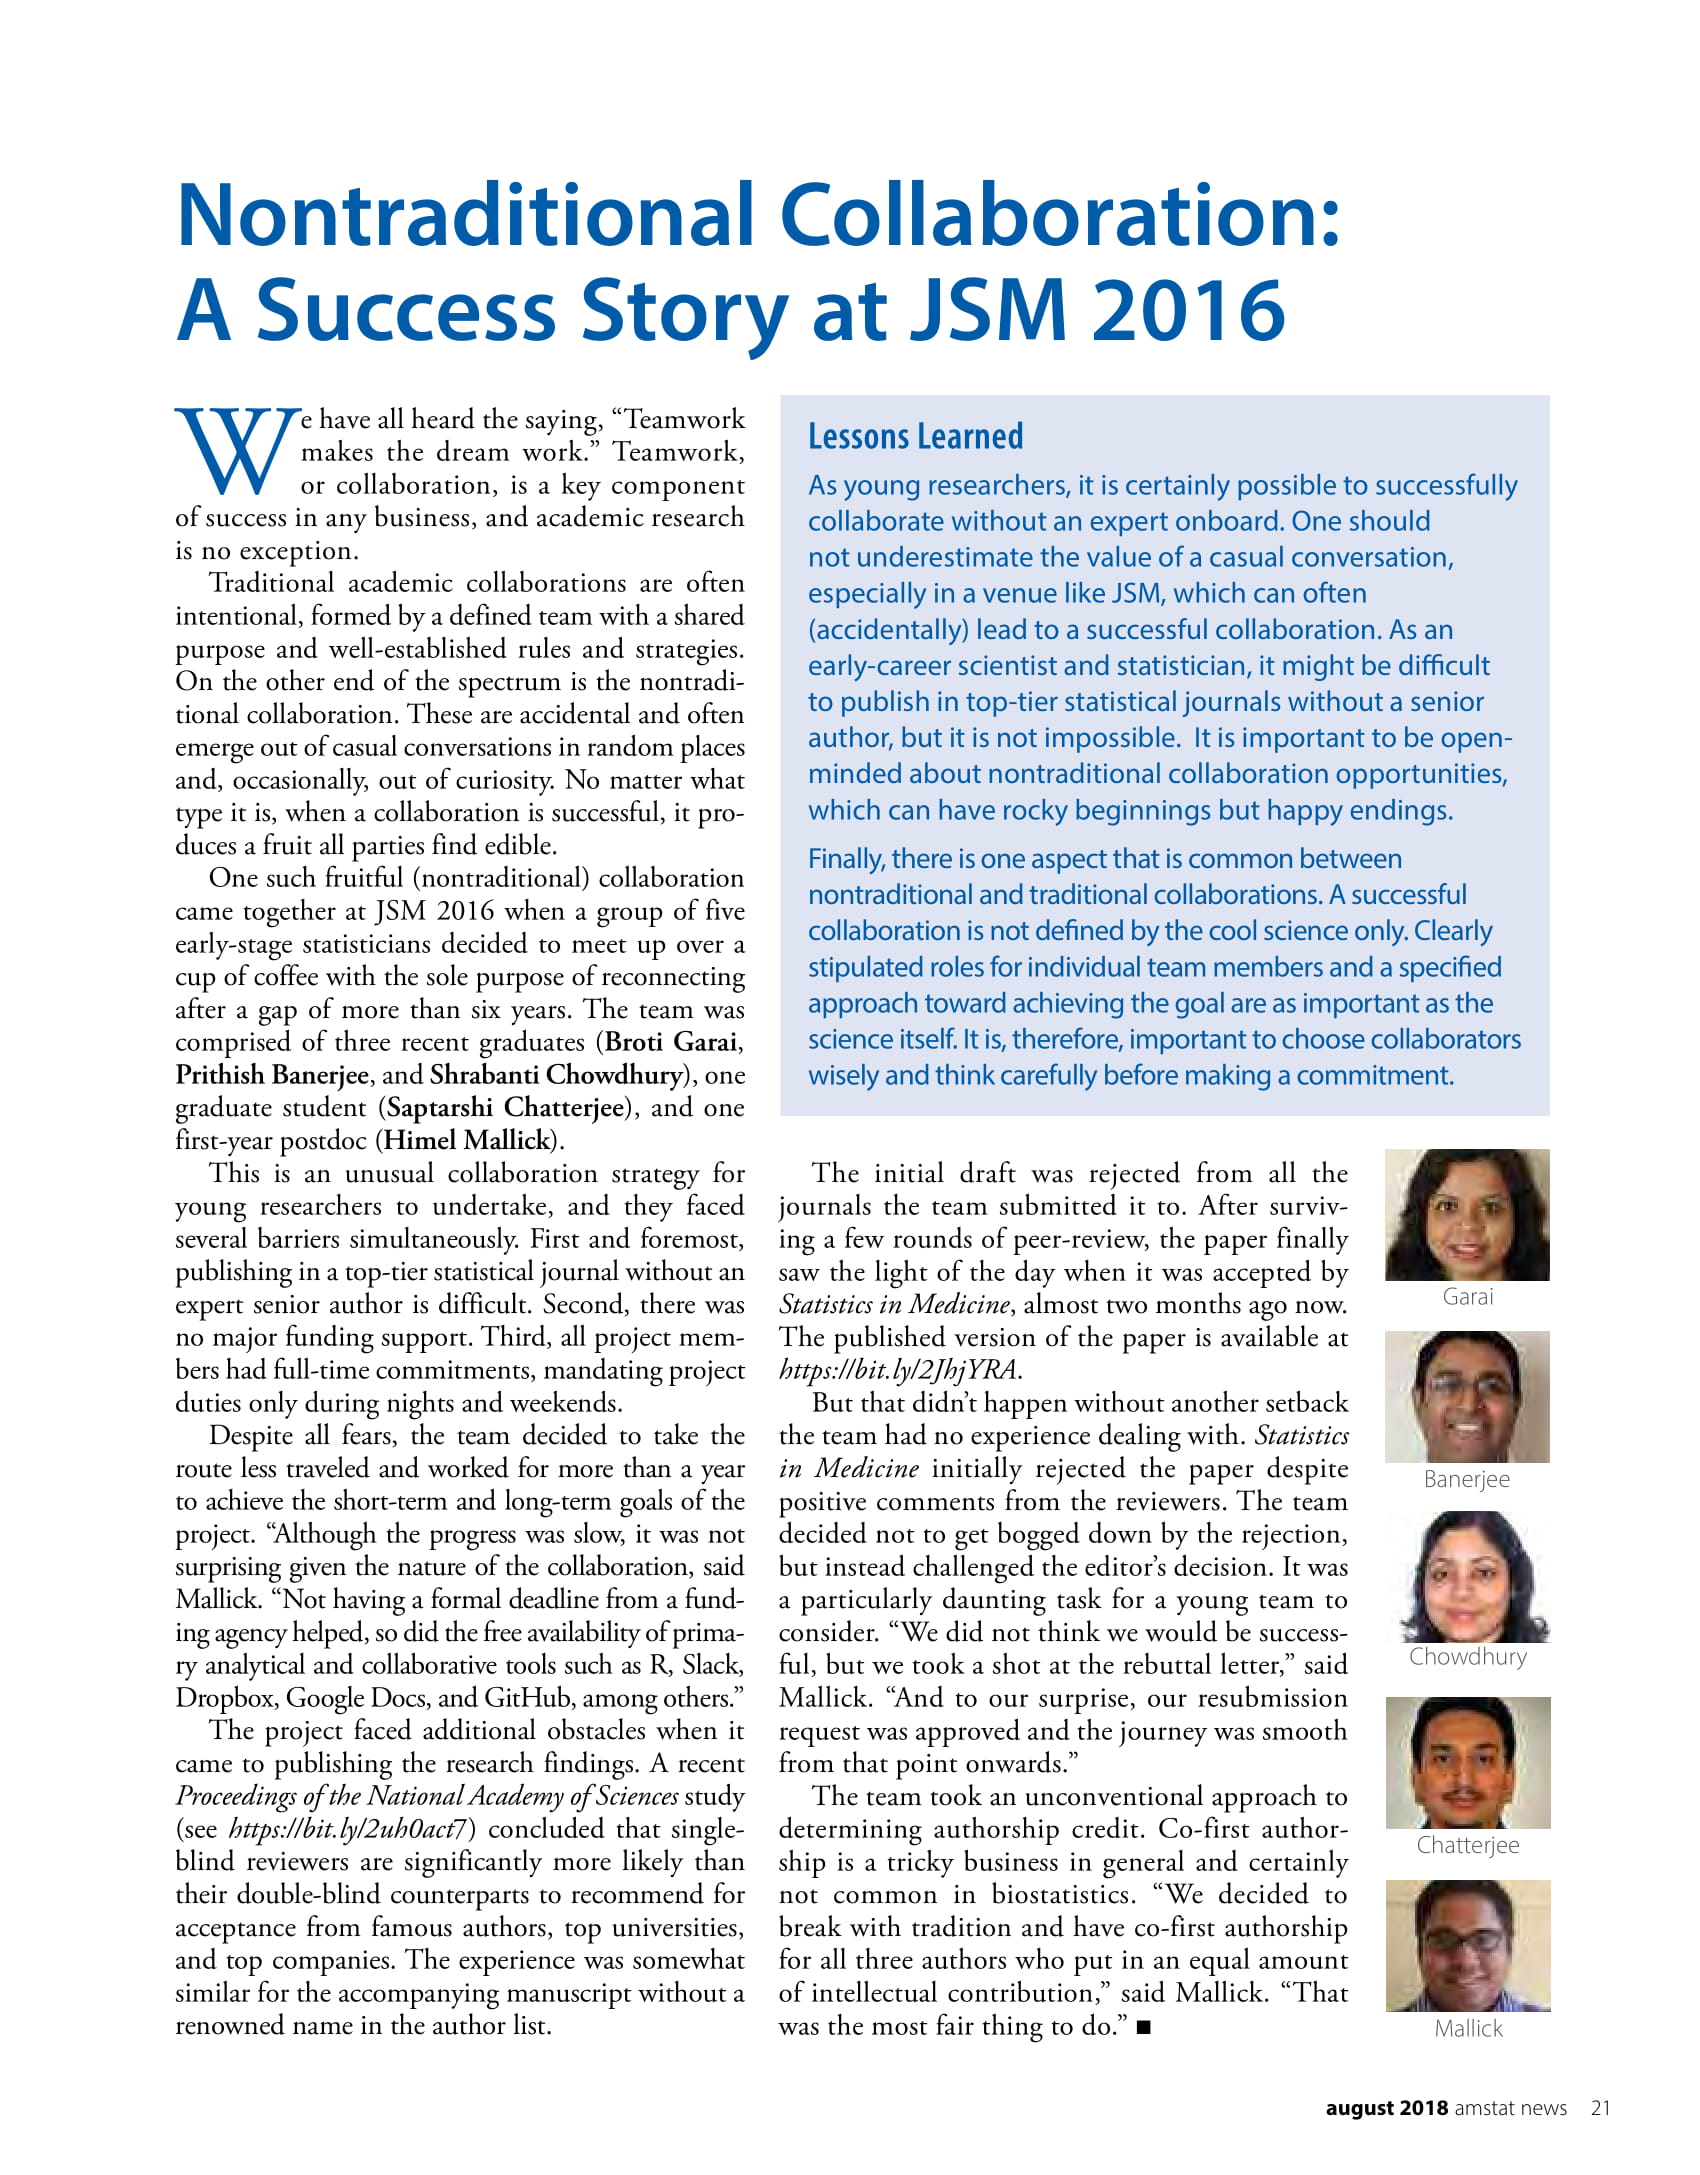 Nontraditional Collaboration:
A Success Story at JSM 2016
We have all heard the saying, “Teamwork
makes the dream work.” Teamwork,
or collaboration, is a key component
of success in any business, and academic research
is no exception.
Traditional academic collaborations are often
intentional, formed by a defined team with a shared
purpose and well-established rules and strategies.
On the other end of the spectrum is the nontradi-
tional collaboration. These are accidental and often
emerge out of casual conversations in random places
and, occasionally, out of curiosity. No matter what
type it is, when a collaboration is successful, it pro-
duces a fruit all parties find edible.
One such fruitful (nontraditional) collaboration
came together at JSM 2016 when a group of five
early-stage statisticians decided to meet up over a
cup of coffee with the sole purpose of reconnecting
after a gap of more than six years. The team was
comprised of three recent graduates (Broti Garai,
Prithish Banerjee, and Shrabanti Chowdhury), one
graduate student (Saptarshi Chatterjee), and one
first-year postdoc (Himel Mallick).
This is an unusual collaboration strategy for
young researchers to undertake, and they faced
several barriers simultaneously. First and foremost,
publishing in a top-tier statistical journal without an
expert senior author is difficult. Second, there was
no major funding support. Third, all project mem-
bers had full-time commitments, mandating project
duties only during nights and weekends.
Despite all fears, the team decided to take the
route less traveled and worked for more than a year
to achieve the short-term and long-term goals of the
project. “Although the progress was slow, it was not
surprising given the nature of the collaboration, said
Mallick. “Not having a formal deadline from a fund-
ing agency helped, so did the free availability of prima-
ry analytical and collaborative tools such as R, Slack,
Dropbox, Google Docs, and GitHub, among others.”
The project faced additional obstacles when it
came to publishing the research findings. A recent
Proceedings of the National Academy of Sciences study
(see https://bit.ly/2uh0act7) concluded that single-
blind reviewers are significantly more likely than
their double-blind counterparts to recommend for
acceptance from famous authors, top universities,
and top companies. The experience was somewhat
similar for the accompanying manuscript without a
renowned name in the author list.
Lessons Learned
As young researchers, it is certainly possible to successfully
collaborate without an expert onboard. One should
not underestimate the value of a casual conversation,
especially in a venue like JSM, which can often
(accidentally) lead to a successful collaboration. As an
early-career scientist and statistician, it might be difficult
to publish in top-tier statistical journals without a senior
author, but it is not impossible.  It is important to be open-
minded about nontraditional collaboration opportunities,
which can have rocky beginnings but happy endings.
Finally, there is one aspect that is common between
nontraditional and traditional collaborations. A successful
collaboration is not defined by the cool science only. Clearly
stipulated roles for individual team members and a specified
approach toward achieving the goal are as important as the
science itself. It is, therefore, important to choose collaborators
wisely and think carefully before making a commitment.
The initial draft was rejected from all the
journals the team submitted it to. After surviv-
ing a few rounds of peer-review, the paper finally
saw the light of the day when it was accepted by
Statistics in Medicine, almost two months ago now.
The published version of the paper is available at
https://bit.ly/2JhjYRA.
But that didn’t happen without another setback
the team had no experience dealing with. Statistics
in Medicine initially rejected the paper despite
positive comments from the reviewers. The team
decided not to get bogged down by the rejection,
but instead challenged the editor’s decision. It was
a particularly daunting task for a young team to
consider. “We did not think we would be success-
ful, but we took a shot at the rebuttal letter,” said
Mallick. “And to our surprise, our resubmission
request was approved and the journey was smooth
from that point onwards.”
The team took an unconventional approach to
determining authorship credit. Co-first author-
ship is a tricky business in general and certainly
not common in biostatistics. “We decided to
break with tradition and have co-first authorship
for all three authors who put in an equal amount
of intellectual contribution,” said Mallick. “That
was the most fair thing to do.” ■
Garai
Banerjee
Chowdhury
Chatterjee
Mallick
august 2018 amstat news 21